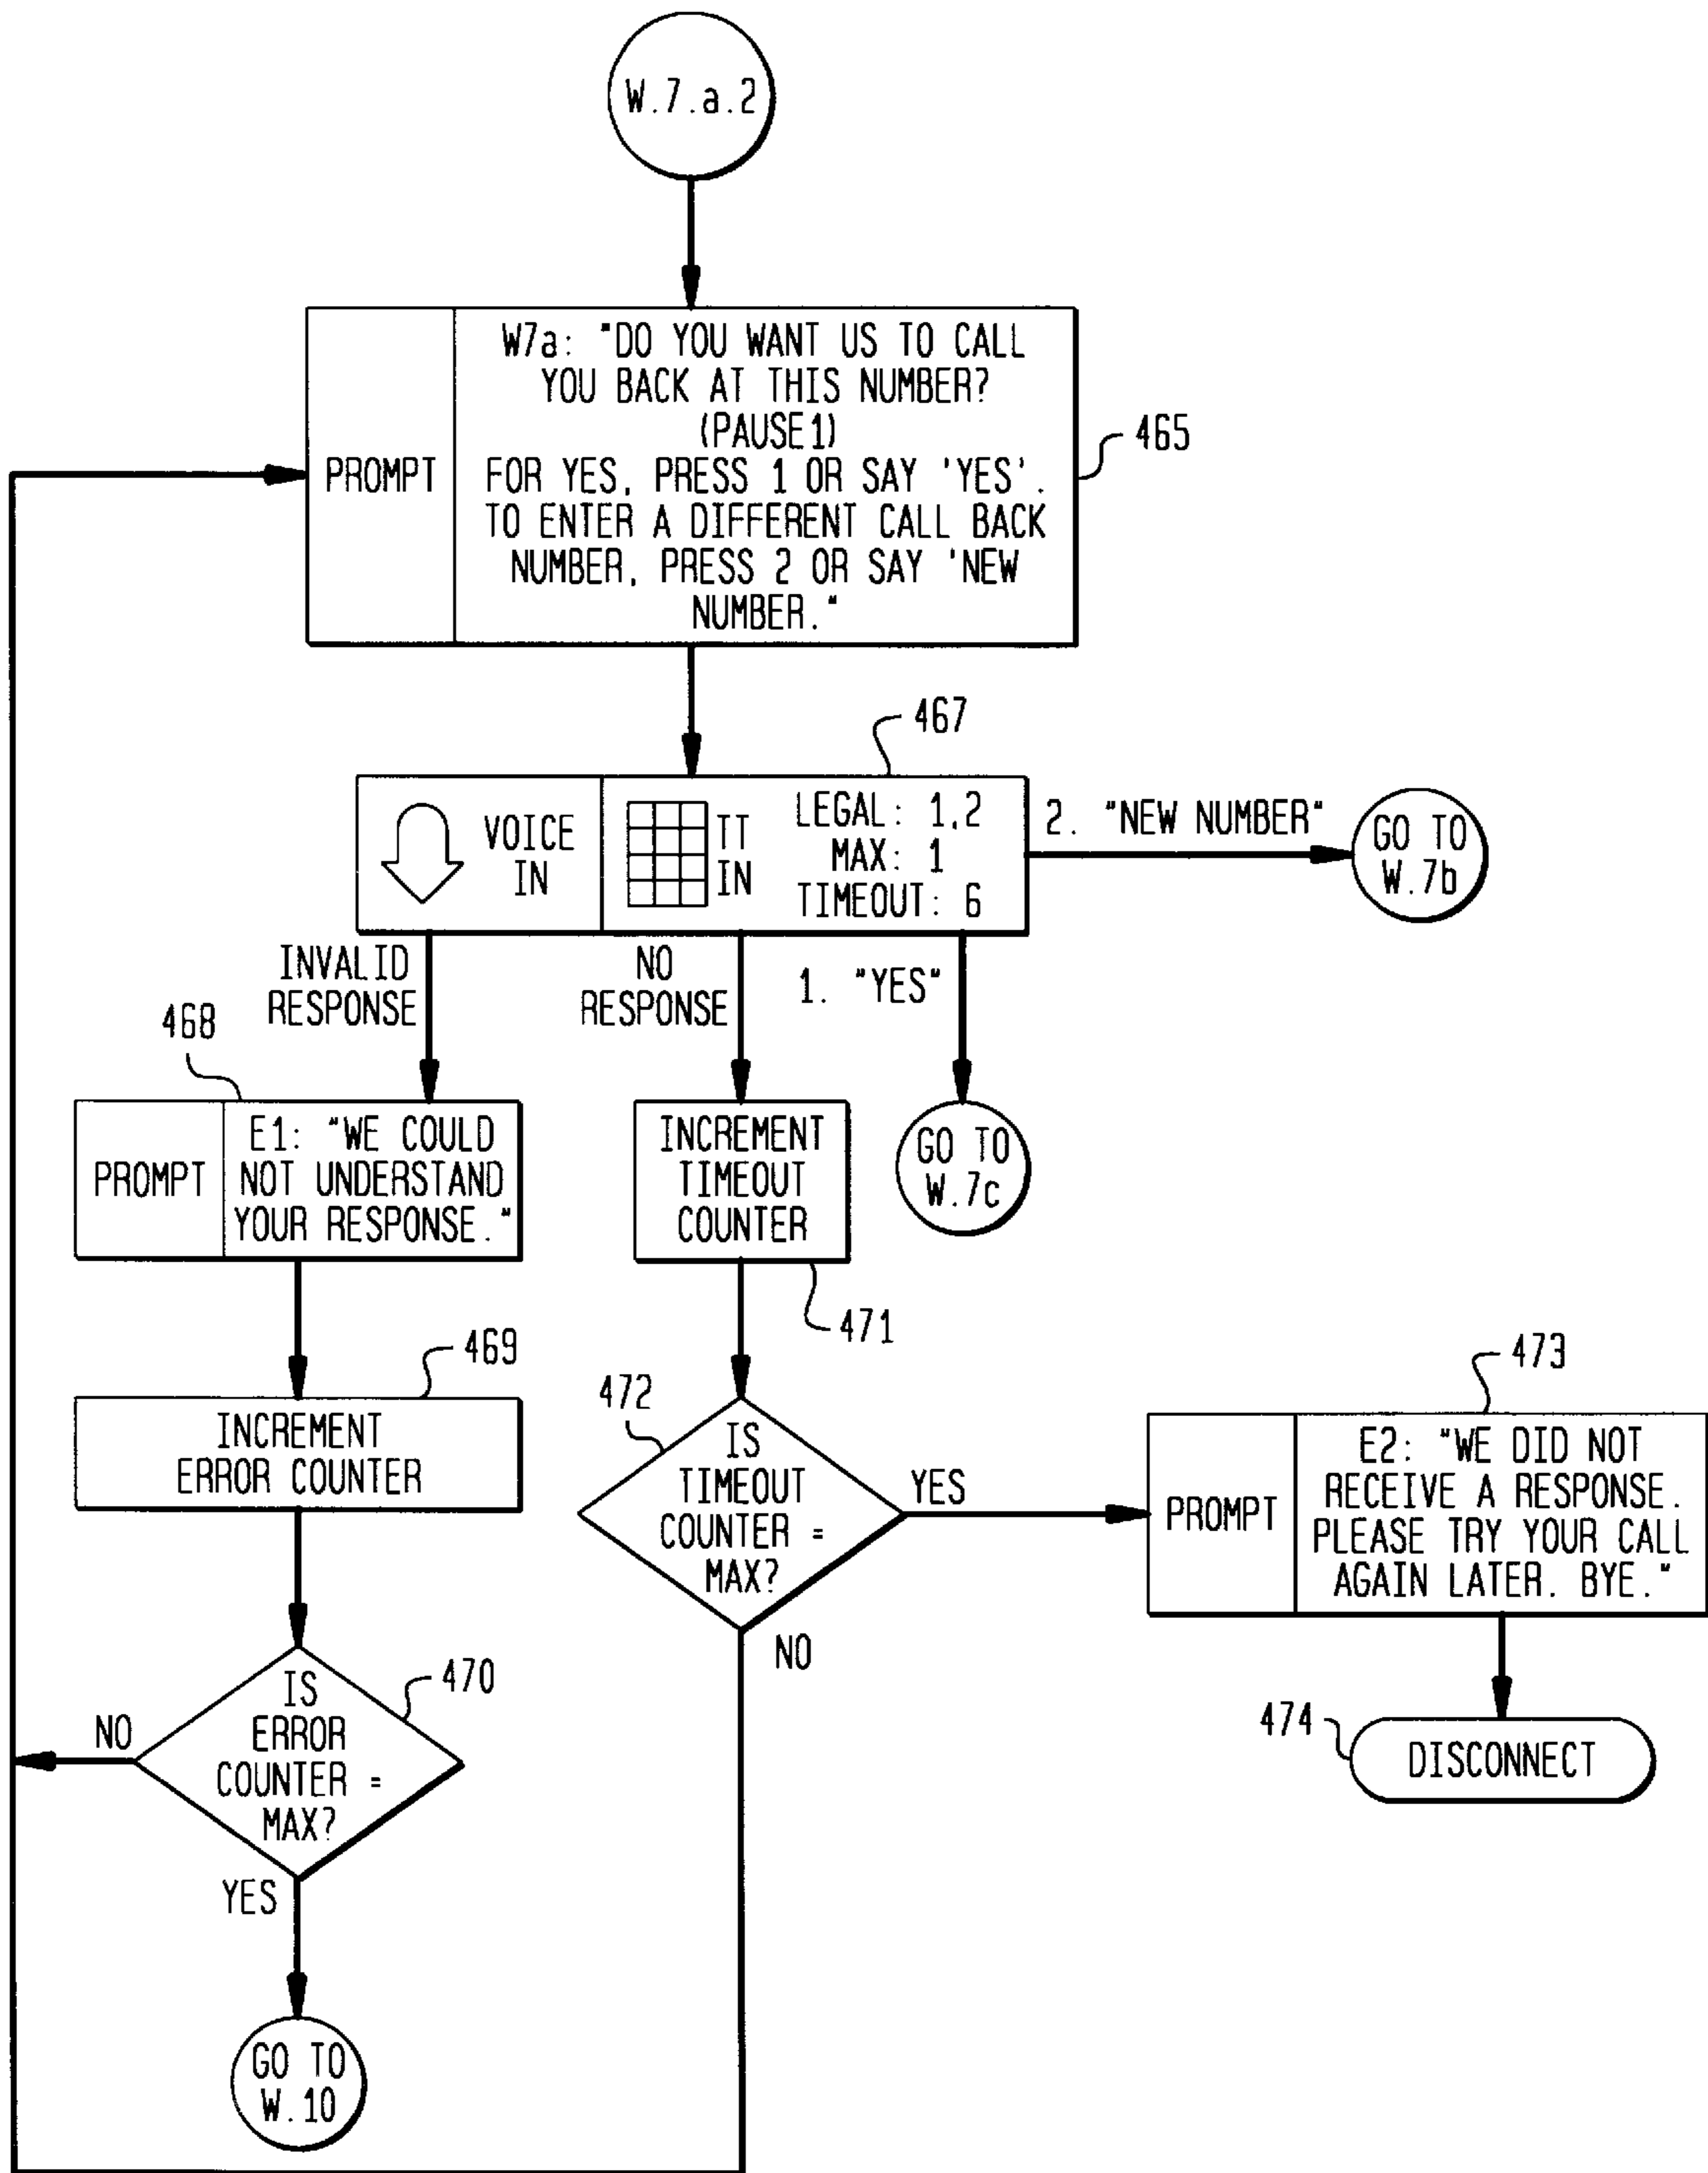 W.7.a.2
PROMPT
W7a: "DO YOU WANT US TO CALL
YOU BACK AT THIS NUMBER?
(PAUSE1)
FOR YES, PRESS 1 OR SAY 'YES'.
TO ENTER A DIFFERENT CALL BACK
NUMBER, PRESS 2 OR SAY 'NEW
NUMBER."
465
467
VOICE
IN
TT
IN
LEGAL: 1,2
MAX: 1
TIMEOUT: 6
2. "NEW NUMBER"
GO TO
W.7b
INVALID
RESPONSE
NO
RESPONSE
1. "YES"
468
PROMPT
E1: "WE COULD
NOT UNDERSTAND
YOUR RESPONSE."
INCREMENT
TIMEOUT
COUNTER
471
GO TO
W.7c
469
INCREMENT
ERROR COUNTER
472
IS
TIMEOUT
COUNTER =
MAX?
YES
NO
473
PROMPT
E2: "WE DID NOT
RECEIVE A RESPONSE.
PLEASE TRY YOUR CALL
AGAIN LATER. BYE."
470
IS
ERROR
COUNTER =
MAX?
NO
YES
474
DISCONNECT
GO TO
W.10